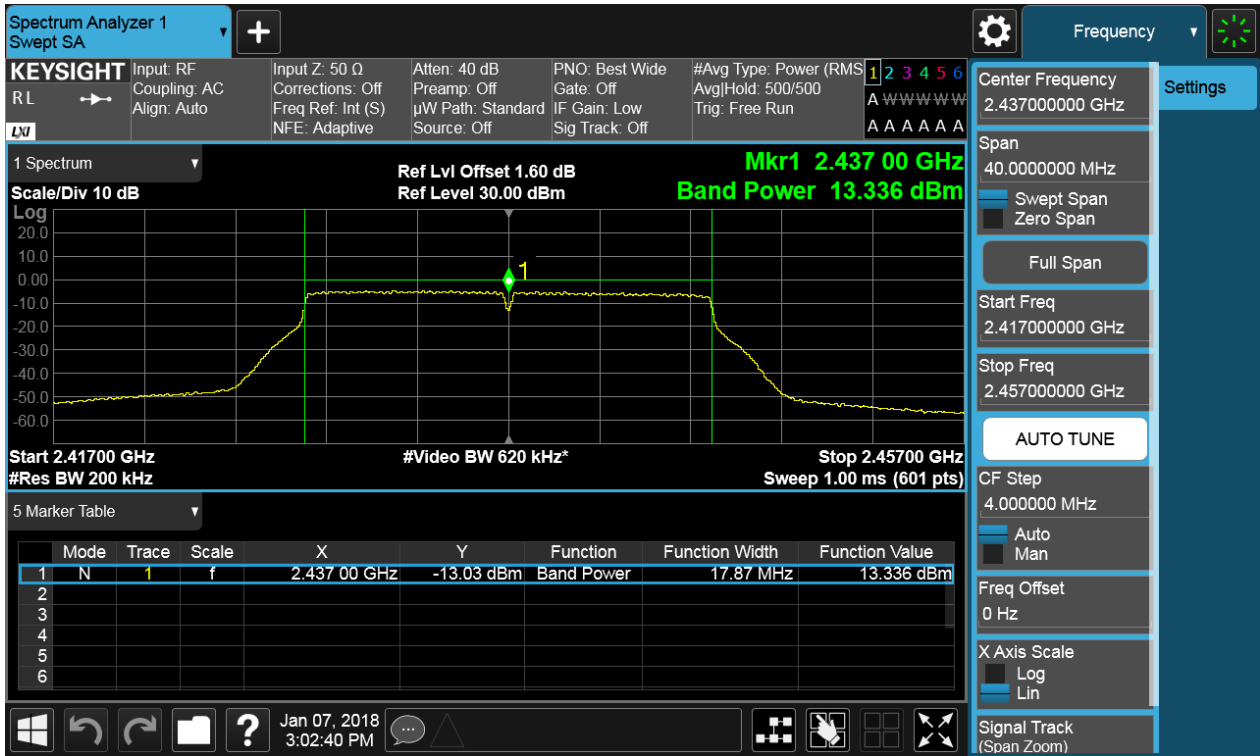 Spectrum Analyzer 1
Swept SA
Frequency
KEYSIGHT
R L
LXI
Input: RF
Coupling: AC
Align: Auto
Input Z: 50 Ω
Corrections: Off
Freq Ref: Int (S)
NFE: Adaptive
Atten: 40 dB
Preamp: Off
µW Path: Standard
Source: Off
PNO: Best Wide
Gate: Off
IF Gain: Low
Sig Track: Off
#Avg Type: Power (RMS
Avg|Hold: 500/500
Trig: Free Run
1 2 3 4 5 6
A W W W W W
A A A A A A
1 Spectrum
Scale/Div 10 dB
Ref Lvl Offset 1.60 dB
Ref Level 30.00 dBm
Mkr1 2.437 00 GHz
Band Power 13.336 dBm
Log
20.0
10.0
0.00
-10.0
-20.0
-30.0
-40.0
-50.0
-60.0
1
Start 2.41700 GHz
#Video BW 620 kHz*
Stop 2.45700 GHz
#Res BW 200 kHz
Sweep 1.00 ms (601 pts)
5 Marker Table
Mode Trace Scale X Y Function Function Width Function Value
1 N 1 f 2.437 00 GHz -13.03 dBm Band Power 17.87 MHz 13.336 dBm
2
3
4
5
6
?
Jan 07, 2018
3:02:40 PM
Center Frequency
2.437000000 GHz
Settings
Span
40.0000000 MHz
Swept Span
Zero Span
Full Span
Start Freq
2.417000000 GHz
Stop Freq
2.457000000 GHz
AUTO TUNE
CF Step
4.000000 MHz
Auto
Man
Freq Offset
0 Hz
X Axis Scale
Log
Lin
Signal Track
(Span Zoom)